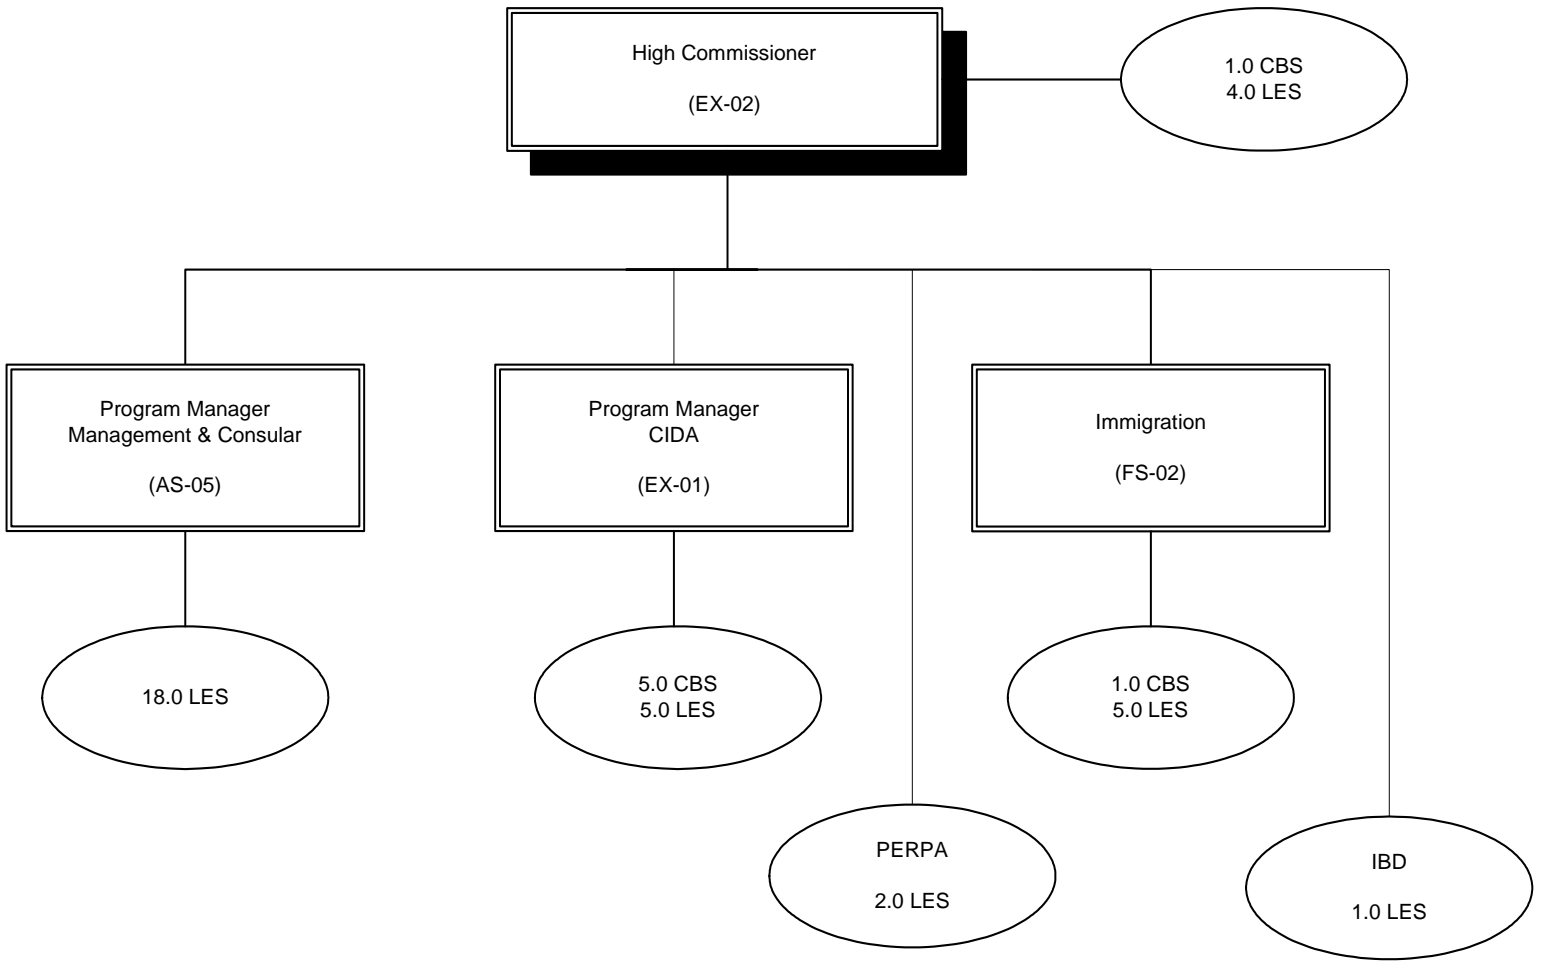 High Commissioner
(EX-02)
1.0 CBS
4.0 LES
Program Manager
Management & Consular
(AS-05)
Program Manager
CIDA
(EX-01)
Immigration
(FS-02)
18.0 LES
5.0 CBS
5.0 LES
1.0 CBS
5.0 LES
PERPA
2.0 LES
IBD
1.0 LES